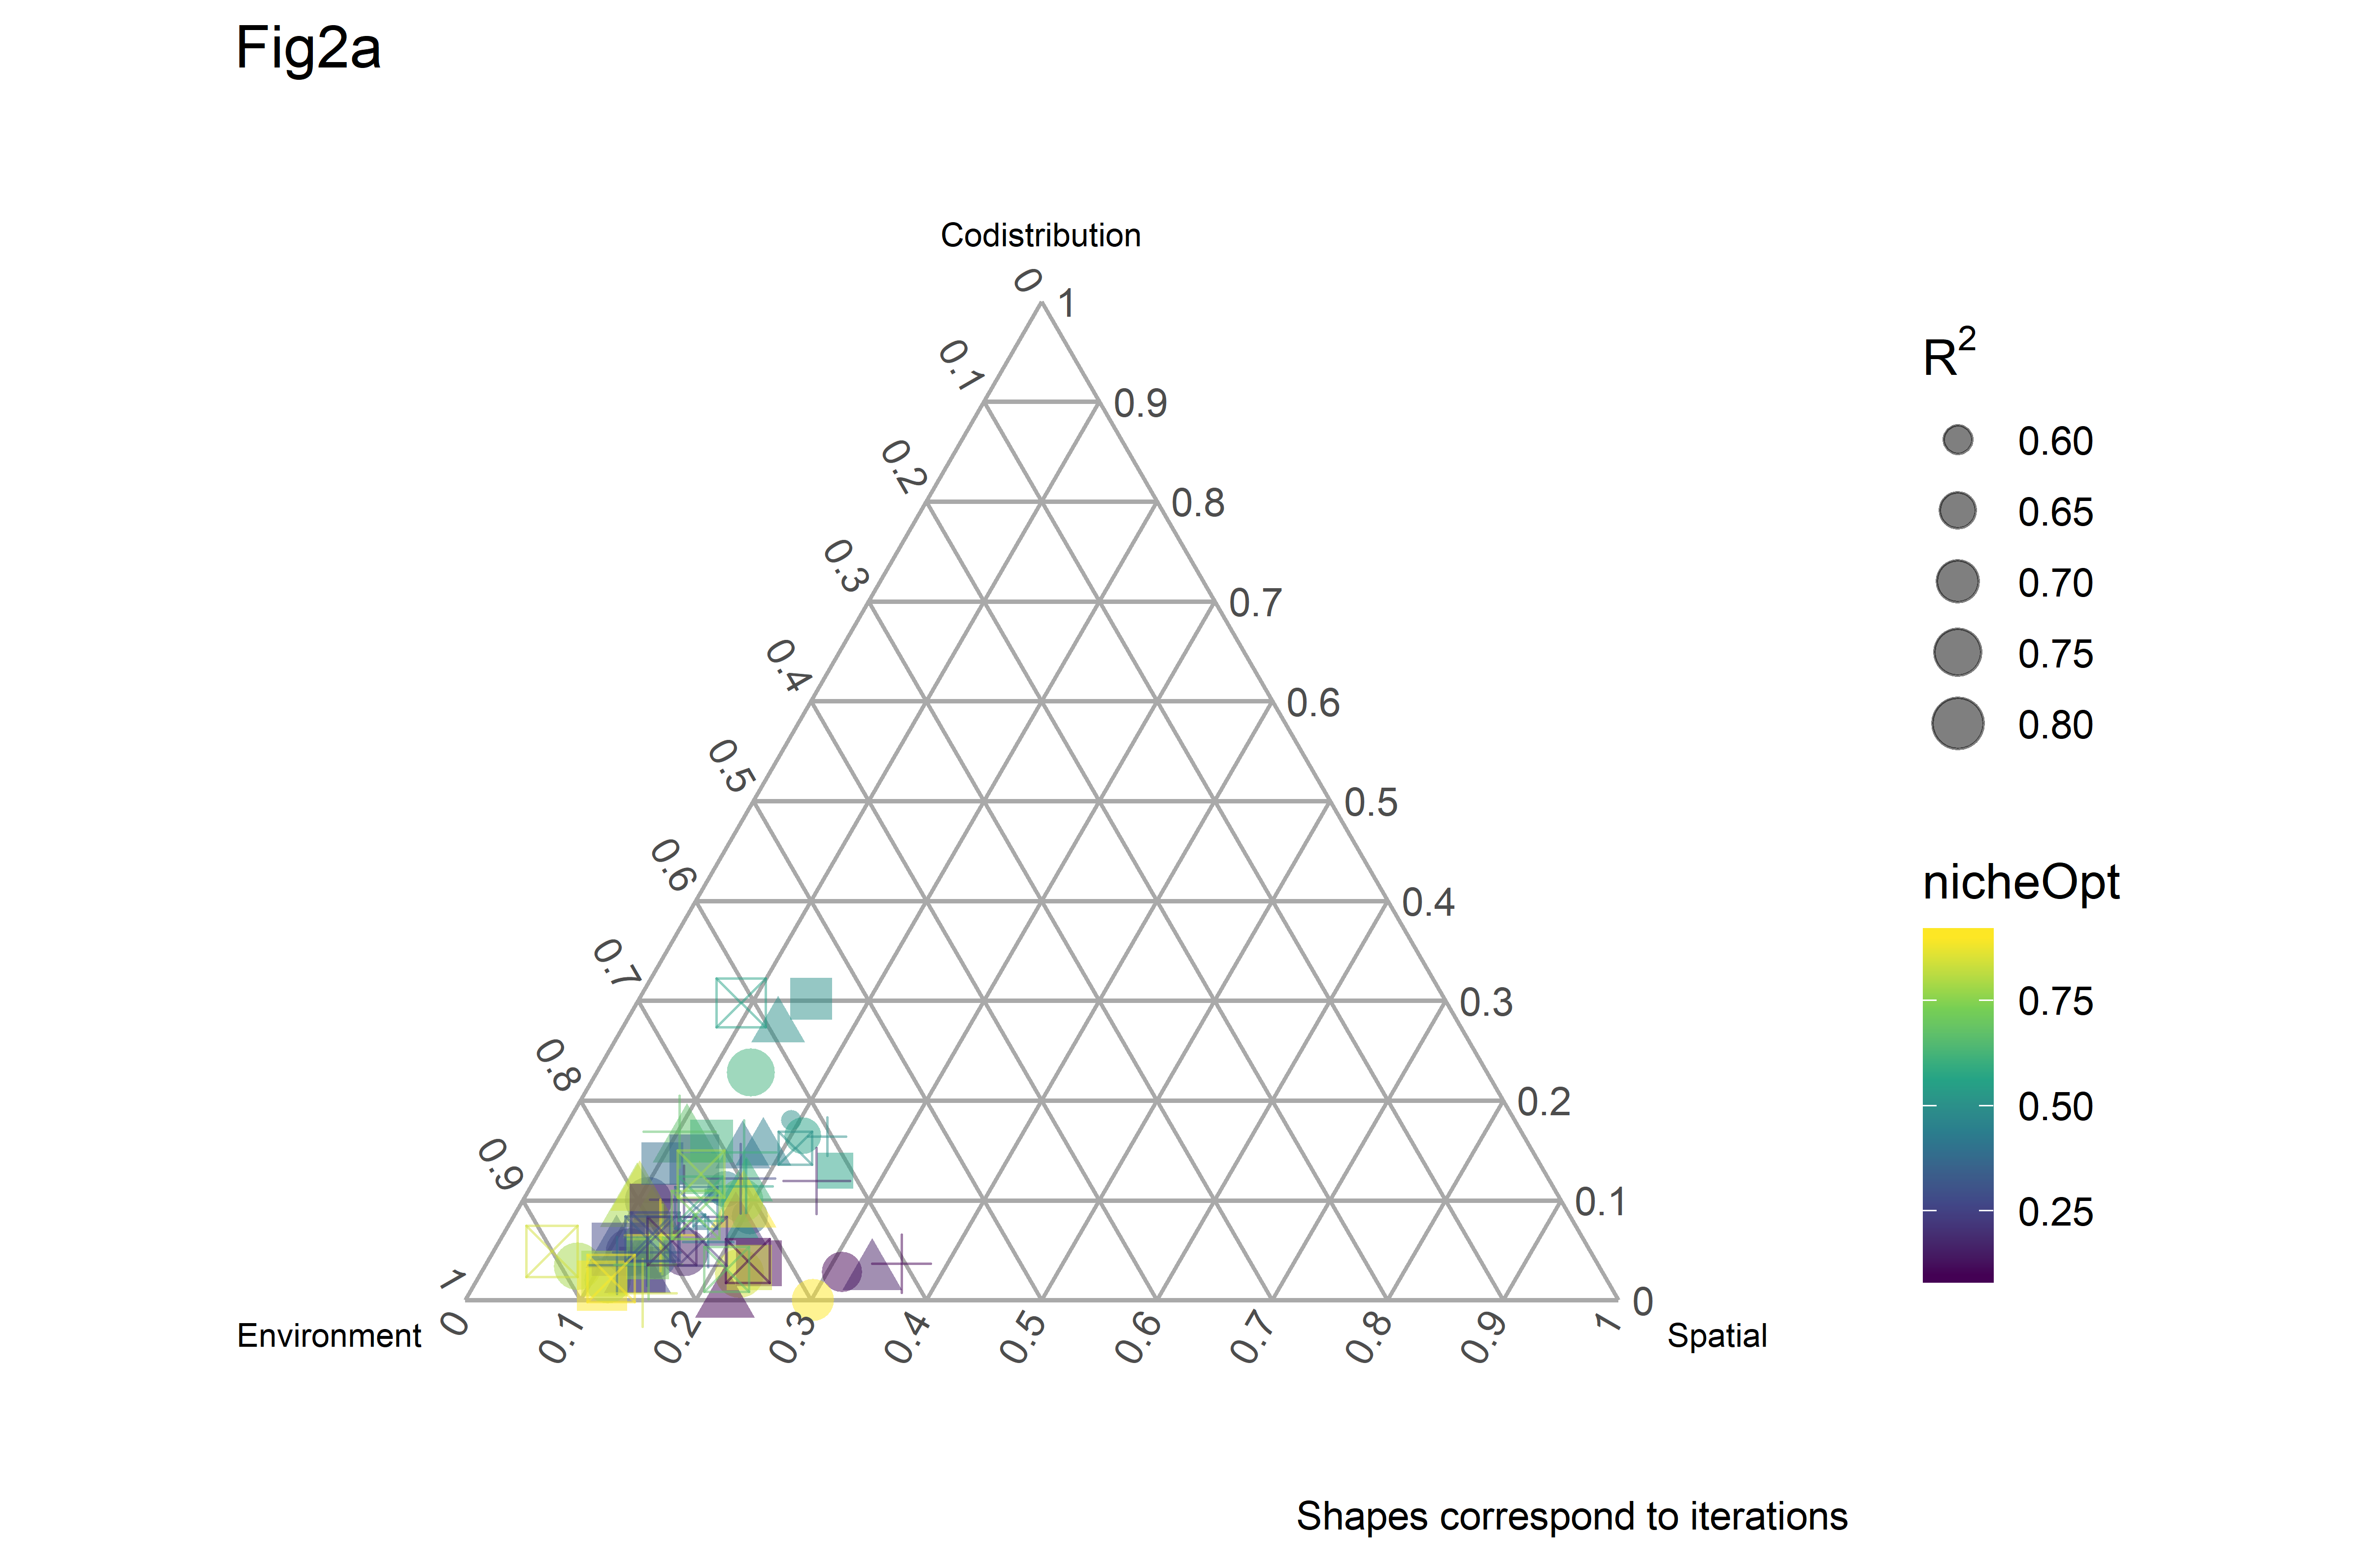 Fig2a
Codistribution
0 1
0.1 0.9
0.2 0.8
0.3 0.7
0.4 0.6
0.5 0.5
0.6 0.4
0.7 0.3
0.8 0.2
0.9 0.1
1 0
Environment
0 0.1 0.2 0.3 0.4 0.5 0.6 0.7 0.8 0.9 1
Spatial
R²
0.60
0.65
0.70
0.75
0.80
nicheOpt
0.75
0.50
0.25
Shapes correspond to iterations